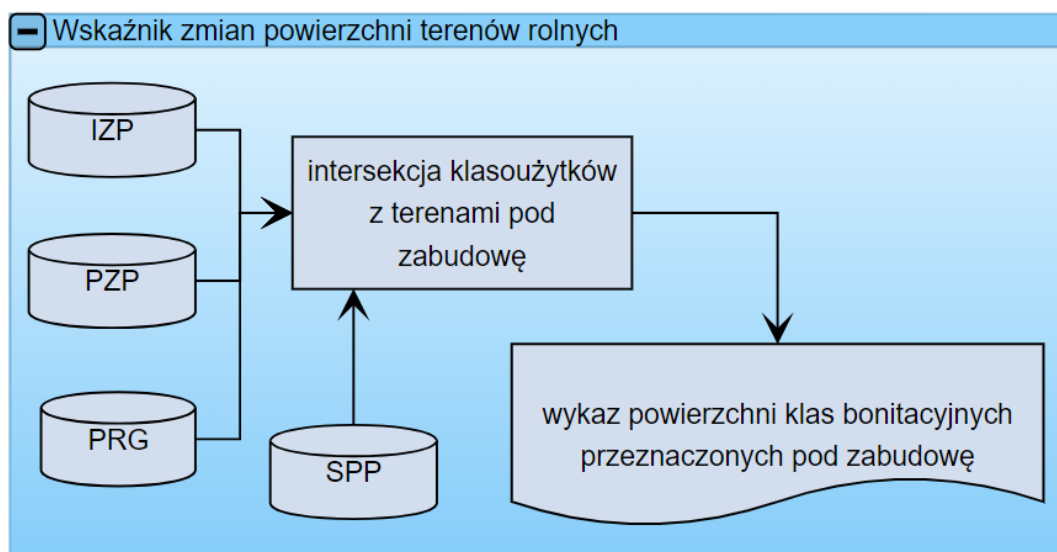 Wskaźnik zmian powierzchni terenów rolnych
IZP
PZP
PRG
SPP
intersekcja klasoużytków
z terenami pod
zabudowę
wykaz powierzchni klas bonitacyjnych
przeznaczonych pod zabudowę